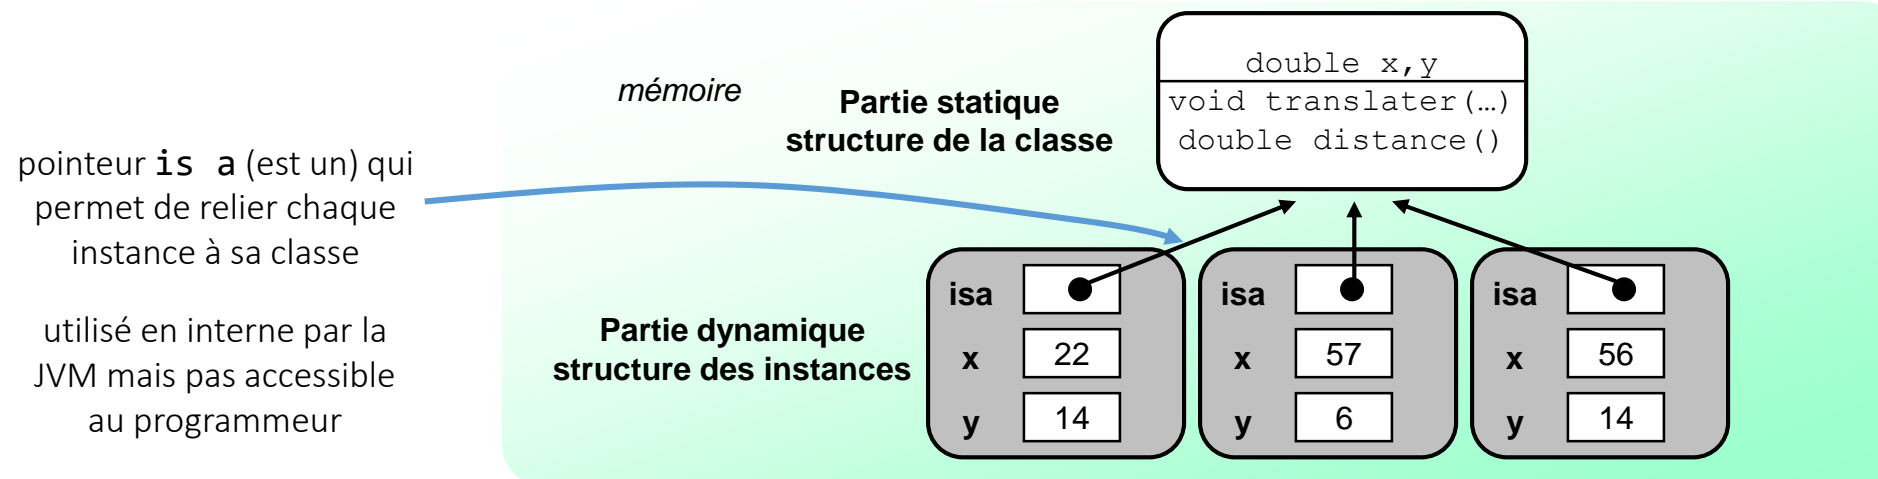 pointeur is a (est un) qui
permet de relier chaque
instance à sa classe
utilisé en interne par la
JVM mais pas accessible
au programmeur
mémoire
Partie statique
structure de la classe
double x,y
void translater(…)
double distance()
Partie dynamique
structure des instances
isa
x 22
y 14
isa
x 57
y 6
isa
x 56
y 14